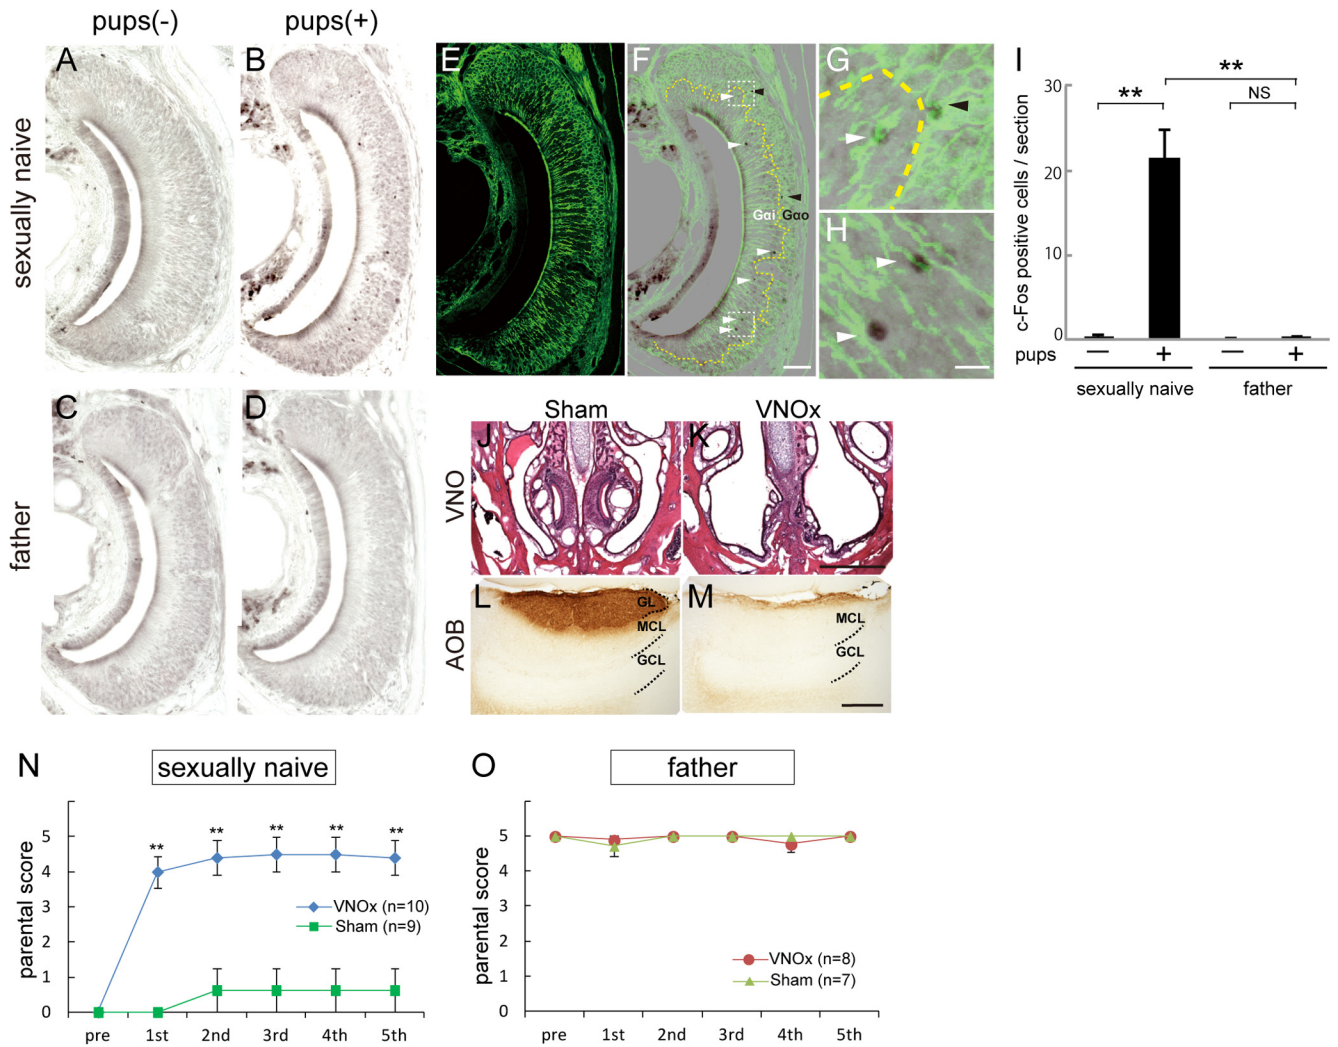 pups(-)
pups(+)
sexually naive
father
A
B
C
D
E
F
Gαi
Gαo
G
H
I
c-Fos positive cells / section
30
20
10
0
**
**
NS
pups
—
+
—
+
sexually naive
father
Sham
VNOx
VNO
J
K
AOB
L
GL
MCL
GCL
M
MCL
GCL
N
sexually naive
parental score
5
4
3
2
1
0
**
**
**
**
**
VNOx (n=10)
Sham (n=9)
pre
1st
2nd
3rd
4th
5th
O
father
parental score
5
4
3
2
1
0
VNOx (n=8)
Sham (n=7)
pre
1st
2nd
3rd
4th
5th